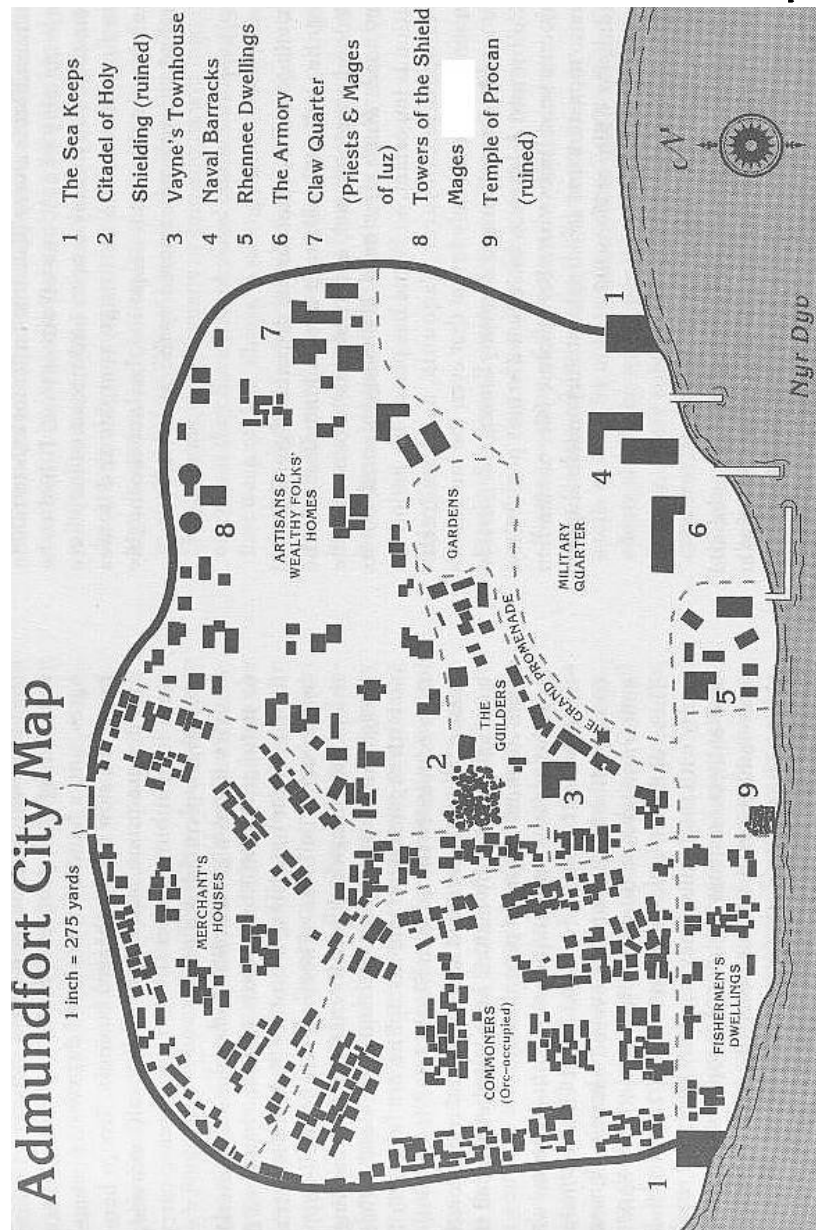 Admundfort City Map
1 inch = 275 yards
1 The Sea Keeps
2 Citadel of Holy
Shielding (ruined)
3 Vayne's Townhouse
4 Naval Barracks
5 Rhennee Dwellings
6 The Armory
7 Claw Quarter
(Priests & Mages
of Iuz)
8 Towers of the Shield
Mages
9 Temple of Procan
(ruined)
N
MERCHANT'S
HOUSES
ARTISANS &
WEALTHY FOLKS'
HOMES
7
8
GARDENS
THE
GUILDERS
2
3
THE GRAND PROMENADE
MILITARY
QUARTER
4
6
5
1
COMMONERS
(Orc-occupied)
FISHERMEN'S
DWELLINGS
9
1
Nyr Dyv